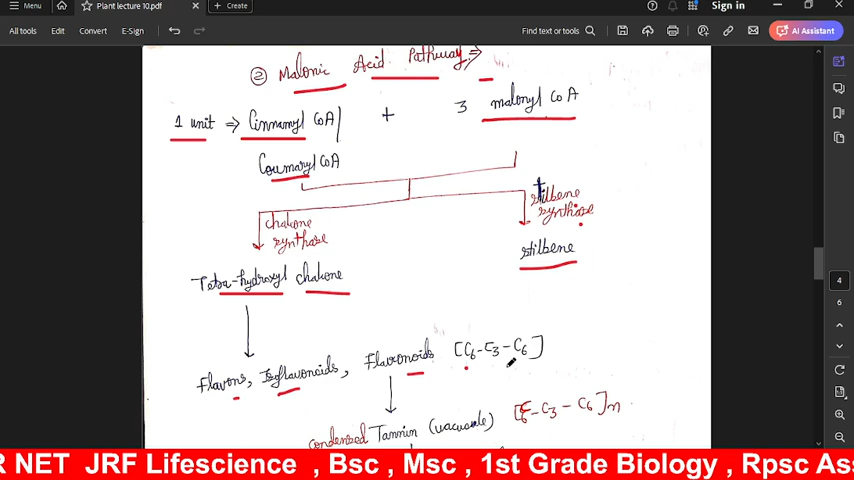 Menu
Plant lecture 10.pdf
Create
Sign in
All tools Edit Convert E-Sign
Find text or tools
AI Assistant
② Malonic Acid Pathway ⇒
1 unit ⇒ Cinnamyl CoA + 3 malonyl CoA
Coumaryl CoA
chalcone synthase
stilbene synthase
Tetra-hydroxyl chalcone
stilbene
Flavons, Isoflavonoids, Flavonoids [C6-C3-C6]
condensed Tannin (vacuole) [C6-C3-C6]n
4
6
R NET JRF Lifescience , Bsc , Msc , 1st Grade Biology , Rpsc Ass